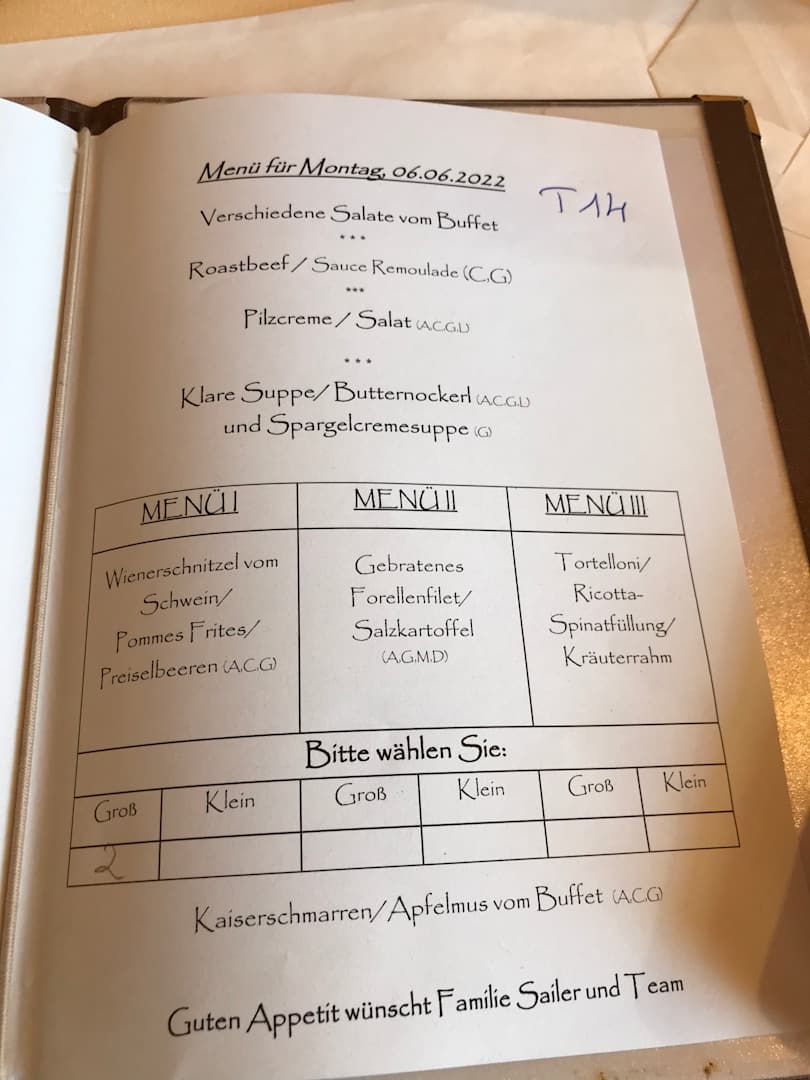 Menü für Montag, 06.06.2022
T 14
Verschiedene Salate vom Buffet
***
Roastbeef / Sauce Remoulade (C,G)
***
Pilzcreme / Salat (A.C.G.L)
***
Klare Suppe/ Butternockerl (A.C.G.L)
und Spargelcremesuppe (G)
MENÜ I
Wienerschnitzel vom
Schwein/
Pommes Frites/
Preiselbeeren (A.C.G)
MENÜ II
Gebratenes
Forellenfilet/
Salzkartoffel
(A.G.M.D)
MENÜ III
Tortelloni/
Ricotta-
Spinatfüllung/
Kräuterrahm
Bitte wählen Sie:
Groß Klein Groß Klein Groß Klein
2
Kaiserschmarren/Apfelmus vom Buffet (A.C.G)
Guten Appetit wünscht Familie Sailer und Team